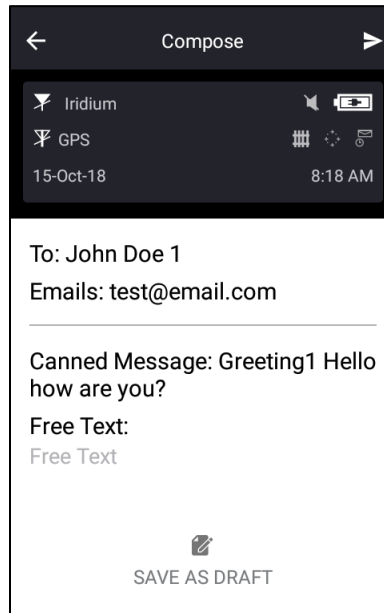 Compose
Iridium
GPS
15-Oct-18 8:18 AM
To: John Doe 1
Emails: test@email.com
Canned Message: Greeting1 Hello
how are you?
Free Text:
Free Text
SAVE AS DRAFT